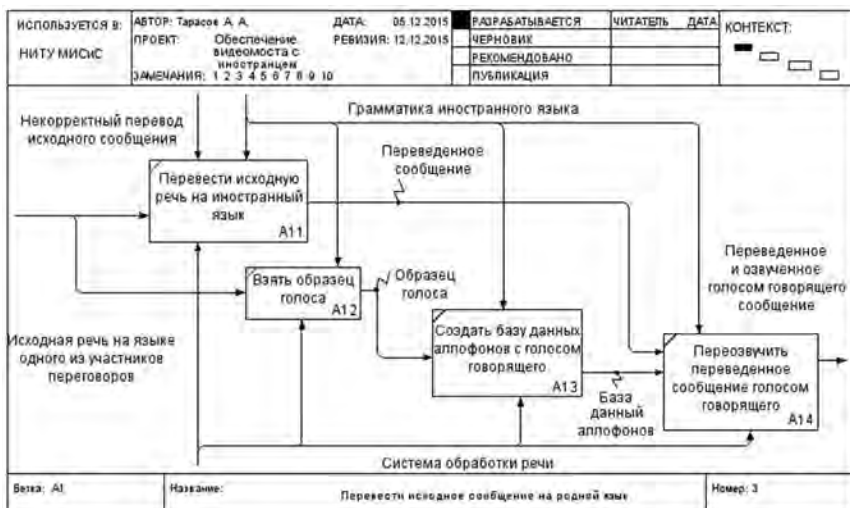 ИСПОЛЬЗУЕТСЯ В:
НИТУ МИСиС
АВТОР: Тарасов А. А.
ДАТА: 05.12.2015
ПРОЕКТ: Обеспечение
видеомоста с
иностранцем
РЕВИЗИЯ: 12.12.2015
ЗАМЕЧАНИЯ: 1 2 3 4 5 6 7 8 9 10
РАЗРАБАТЫВАЕТСЯ
ЧЕРНОВИК
РЕКОМЕНДОВАНО
ПУБЛИКАЦИЯ
ЧИТАТЕЛЬ ДАТА
КОНТЕКСТ:
Некорректный перевод
исходного сообщения
Грамматика иностранного языка
Перевести исходную
речь на иностранный
язык
A11
Переведенное
сообщение
Взять образец
голоса
A12
Образец
голоса
Переведенное
и озвученное
голосом говорящего
сообщение
Исходная речь на языке
одного из участников
переговоров
Создать базу данных
аллофонов с голосом
говорящего
A13
База
данный
аллофонов
Переозвучить
переведенное
сообщение голосом
говорящего
A14
Система обработки речи
Ветка: A1
Название:
Перевести исходное сообщение на родной язык
Номер: 3